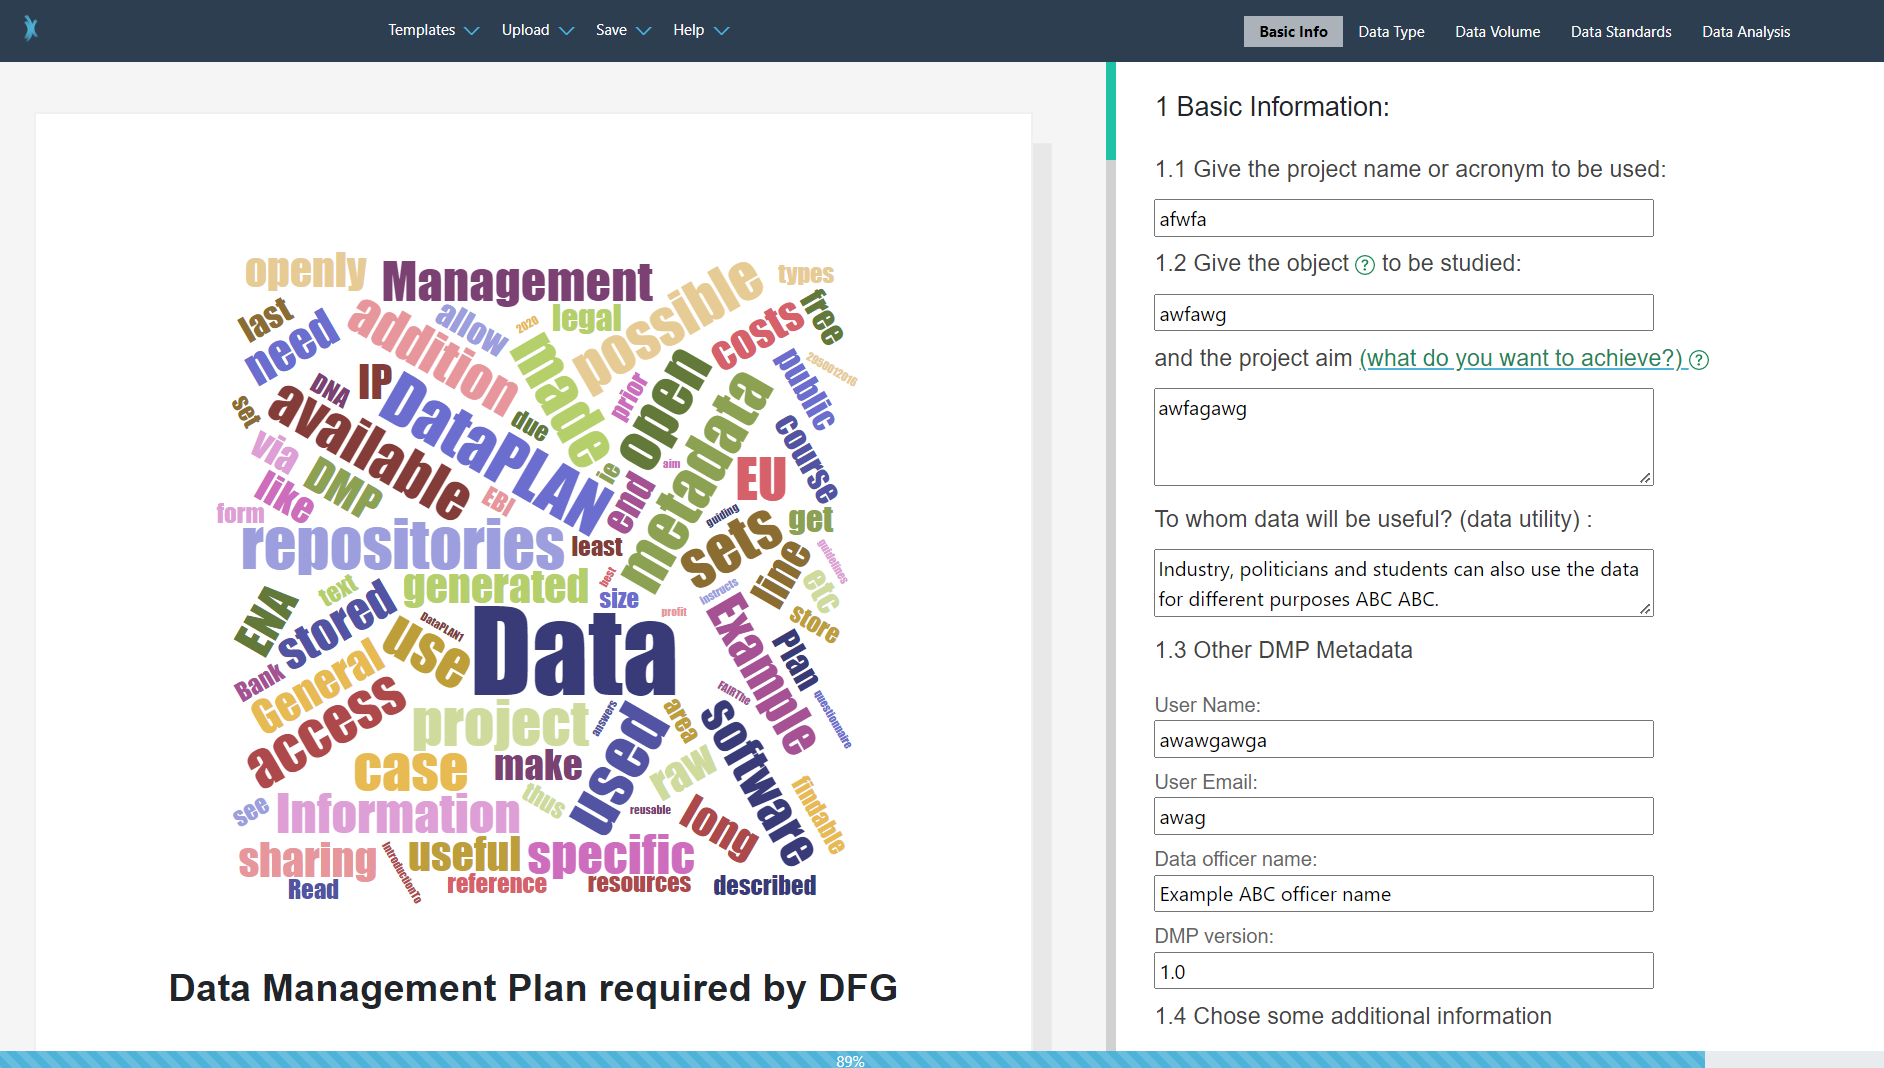 Templates Upload Save Help
Basic Info Data Type Data Volume Data Standards Data Analysis
openly Management possible types
last need addition allow 2020 legal made costs free
DNA IP DataPLAN due prior open metadata public 2950012016
set available via DMP like EBI ie end aim EU course
form repositories least guiding sets get
text generated size best instructs line etc guidelines
ENA stored use DataPLAN1 Data profit Example store Plan
Bank General access project answers area FAIRThe questionnaire
case make used raw software findable
see Information thus reusable long
sharing IntroductionTo useful specific
Read reference resources described
Data Management Plan required by DFG
1 Basic Information:
1.1 Give the project name or acronym to be used:
afwfa
1.2 Give the object ? to be studied:
awfawg
and the project aim (what do you want to achieve?) ?
awfagawg
To whom data will be useful? (data utility) :
Industry, politicians and students can also use the data
for different purposes ABC ABC.
1.3 Other DMP Metadata
User Name:
awawgawga
User Email:
awag
Data officer name:
Example ABC officer name
DMP version:
1.0
1.4 Chose some additional information
89%